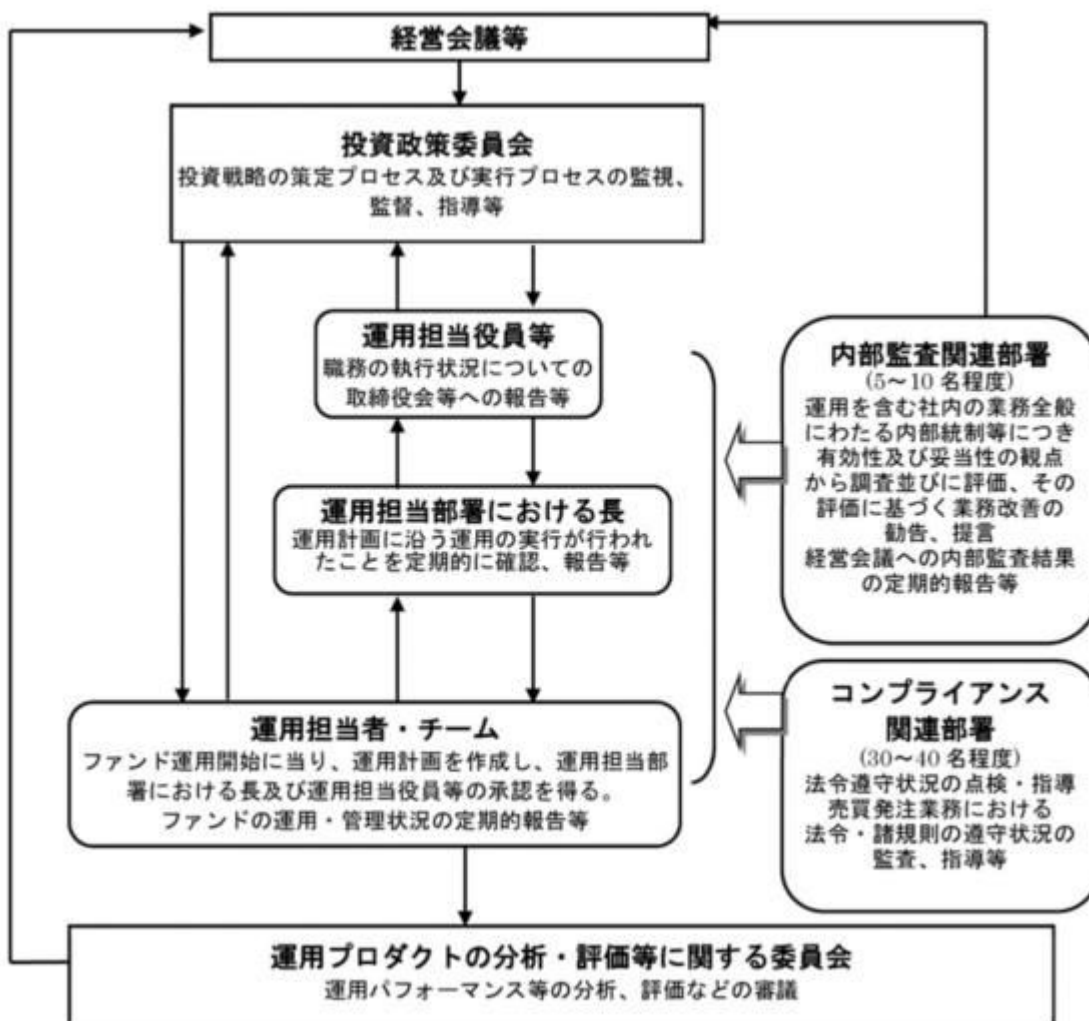 経営会議等
投資政策委員会
投資戦略の策定プロセス及び実行プロセスの監視、
監督、指導等
運用担当役員等
職務の執行状況についての
取締役会等への報告等
運用担当部署における長
運用計画に沿う運用の実行が行われ
たことを定期的に確認、報告等
運用担当者・チーム
ファンド運用開始に当り、運用計画を作成し、運用担当部
署における長及び運用担当役員等の承認を得る。
ファンドの運用・管理状況の定期的報告等
内部監査関連部署
(5～10 名程度)
運用を含む社内の業務全般
にわたる内部統制等につき
有効性及び妥当性の観点
から調査並びに評価、その
評価に基づく業務改善の
勧告、提言
経営会議への内部監査結果
の定期的報告等
コンプライアンス
関連部署
(30～40 名程度)
法令遵守状況の点検・指導
売買発注業務における
法令・諸規則の遵守状況の
監査、指導等
運用プロダクトの分析・評価等に関する委員会
運用パフォーマンス等の分析、評価などの審議